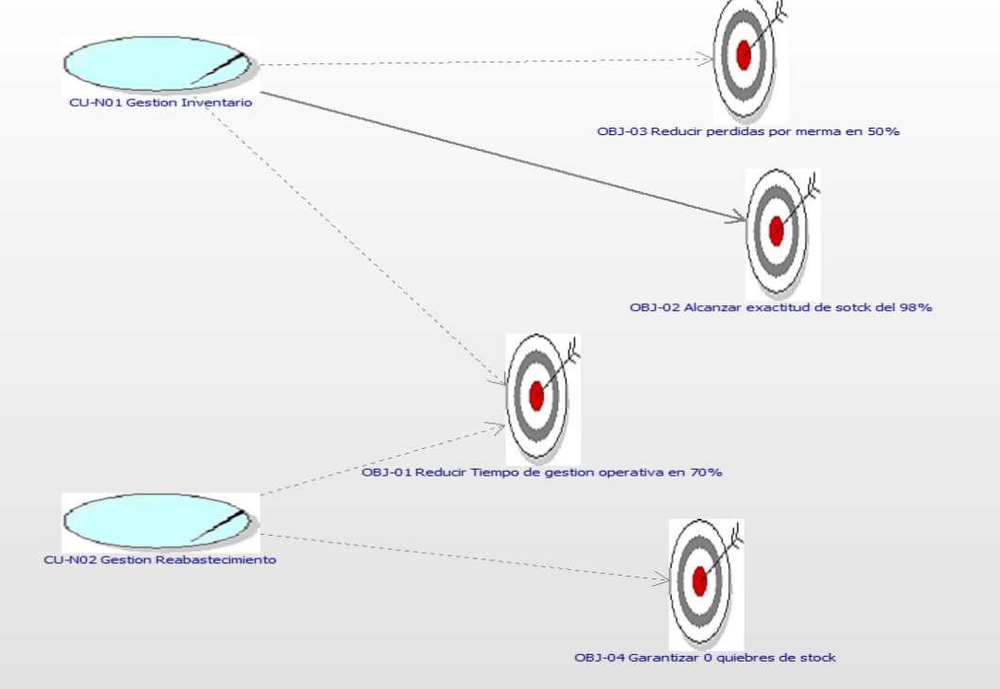 CU-N01 Gestion Inventario
OBJ-03 Reducir perdidas por merma en 50%
OBJ-02 Alcanzar exactitud de sotck del 98%
OBJ-01 Reducir Tiempo de gestion operativa en 70%
CU-N02 Gestion Reabastecimiento
OBJ-04 Garantizar 0 quiebres de stock